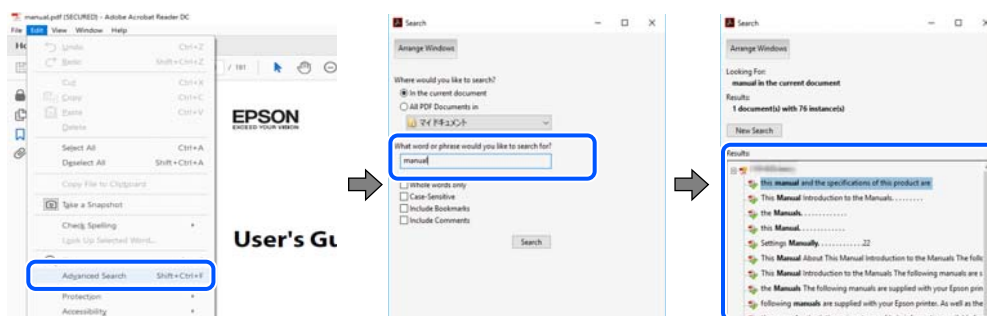 manual.pdf (SECURED) - Adobe Acrobat Reader DC
File Edit View Window Help
Undo Ctrl+Z
Redo Shift+Ctrl+Z
Cut Ctrl+X
Copy Ctrl+C
Paste Ctrl+V
Delete
Select All Ctrl+A
Deselect All Shift+Ctrl+A
Copy File to Clipboard
Take a Snapshot
Check Spelling
Look Up Selected Word...
Advanced Search Shift+Ctrl+F
Protection
Accessibility
/ 181
EPSON
EXCEED YOUR VISION
User's Gu
Search
Arrange Windows
Where would you like to search?
In the current document
All PDF Documents in
マイ ドキュメント
What word or phrase would you like to search for?
manual
Whole words only
Case-Sensitive
Include Bookmarks
Include Comments
Search
Search
Arrange Windows
Looking For:
manual in the current document
Results:
1 document(s) with 76 instance(s)
New Search
Results:
this manual and the specifications of this product are
This Manual Introduction to the Manuals. . . . . . . . .
the Manuals. . . . . . . . . . . . .
this Manual. . . . . . . . . . . . .
Settings Manually. . . . . . . . . . . . .22
This Manual About This Manual Introduction to the Manuals The follo
This Manual Introduction to the Manuals The following manuals are s
the Manuals The following manuals are supplied with your Epson prin
following manuals are supplied with your Epson printer. As well as the